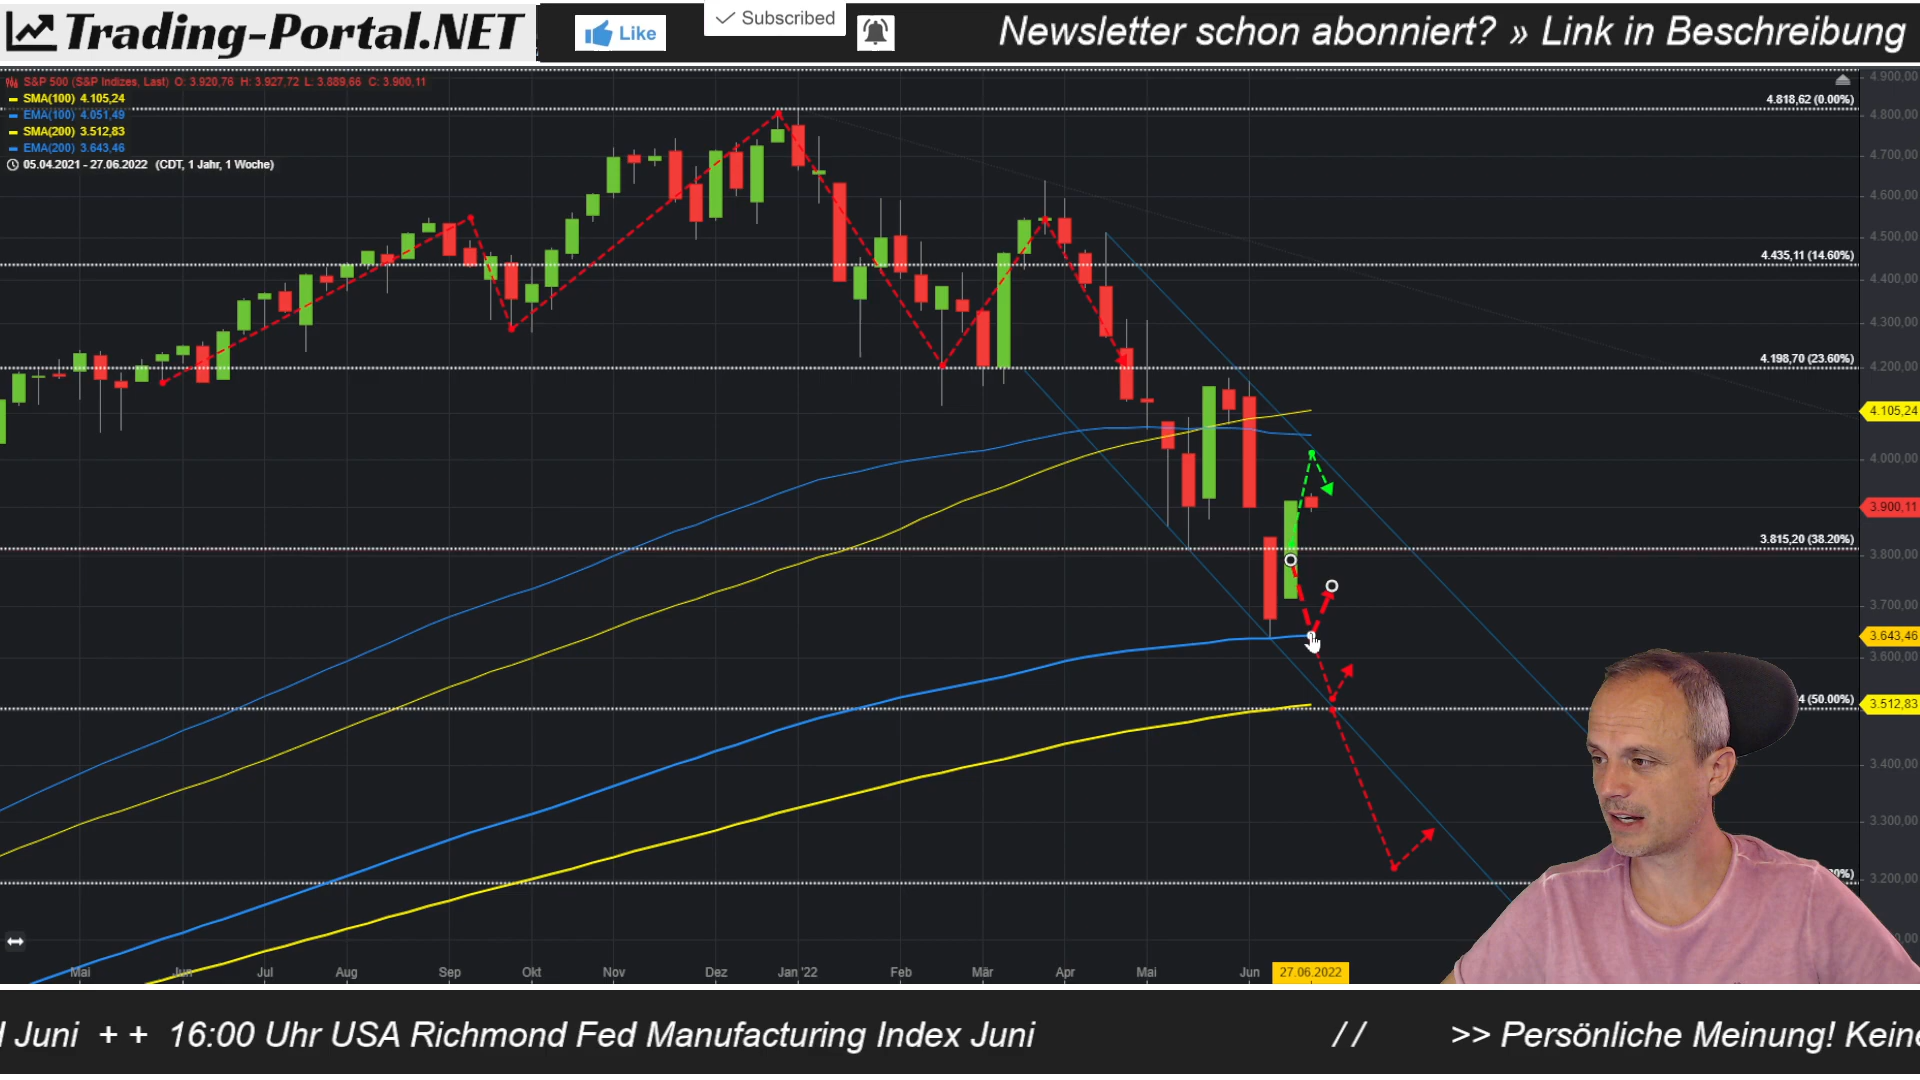 Trading-Portal.NET
Like
Subscribed
Newsletter schon abonniert? » Link in Beschreibung
S&P 500 (S&P Indizes, Last) O: 3.920,76 H: 3.927,72 L: 3.889,66 C: 3.900,11
SMA(100) 4.105,24
EMA(100) 4.051,49
SMA(200) 3.512,83
EMA(200) 3.643,46
05.04.2021 - 27.06.2022 (CDT, 1 Jahr, 1 Woche)
4.900,00
4.818,62 (0.00%)
4.800,00
4.700,00
4.600,00
4.500,00
4.435,11 (14.60%)
4.400,00
4.300,00
4.198,70 (23.60%)
4.200,00
4.105,24
4.000,00
3.900,11
3.815,20 (38.20%)
3.800,00
3.700,00
3.643,46
3.600,00
4 (50.00%)
3.512,83
3.400,00
3.300,00
3.200,00
Mai Jun Jul Aug Sep Okt Nov Dez Jan '22 Feb Mär Apr Mai Jun 27.06.2022
Juni + + 16:00 Uhr USA Richmond Fed Manufacturing Index Juni // >> Persönliche Meinung! Keine